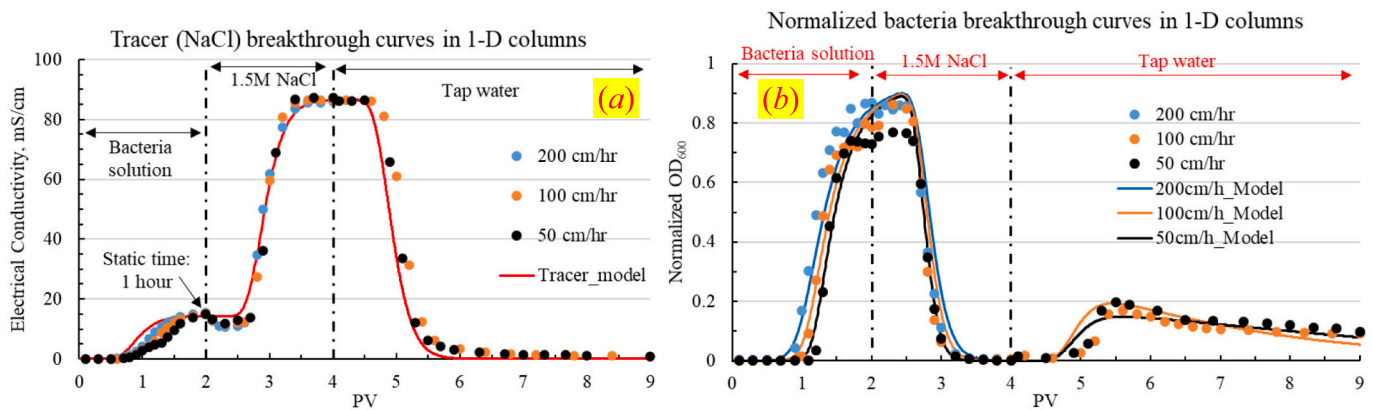 Tracer (NaCl) breakthrough curves in 1-D columns
100
80
60
40
20
0
Electrical Conductivity, mS/cm
1.5M NaCl
Tap water
(a)
Bacteria
solution
Static time:
1 hour
200 cm/hr
100 cm/hr
50 cm/hr
Tracer_model
0 1 2 3 4 5 6 7 8 9
PV
Normalized bacteria breakthrough curves in 1-D columns
Bacteria solution
1.5M NaCl
Tap water
(b)
1
0.8
0.6
0.4
0.2
0
Normalized OD600
200 cm/hr
100 cm/hr
50 cm/hr
200cm/h_Model
100cm/h_Model
50cm/h_Model
0 1 2 3 4 5 6 7 8 9
PV